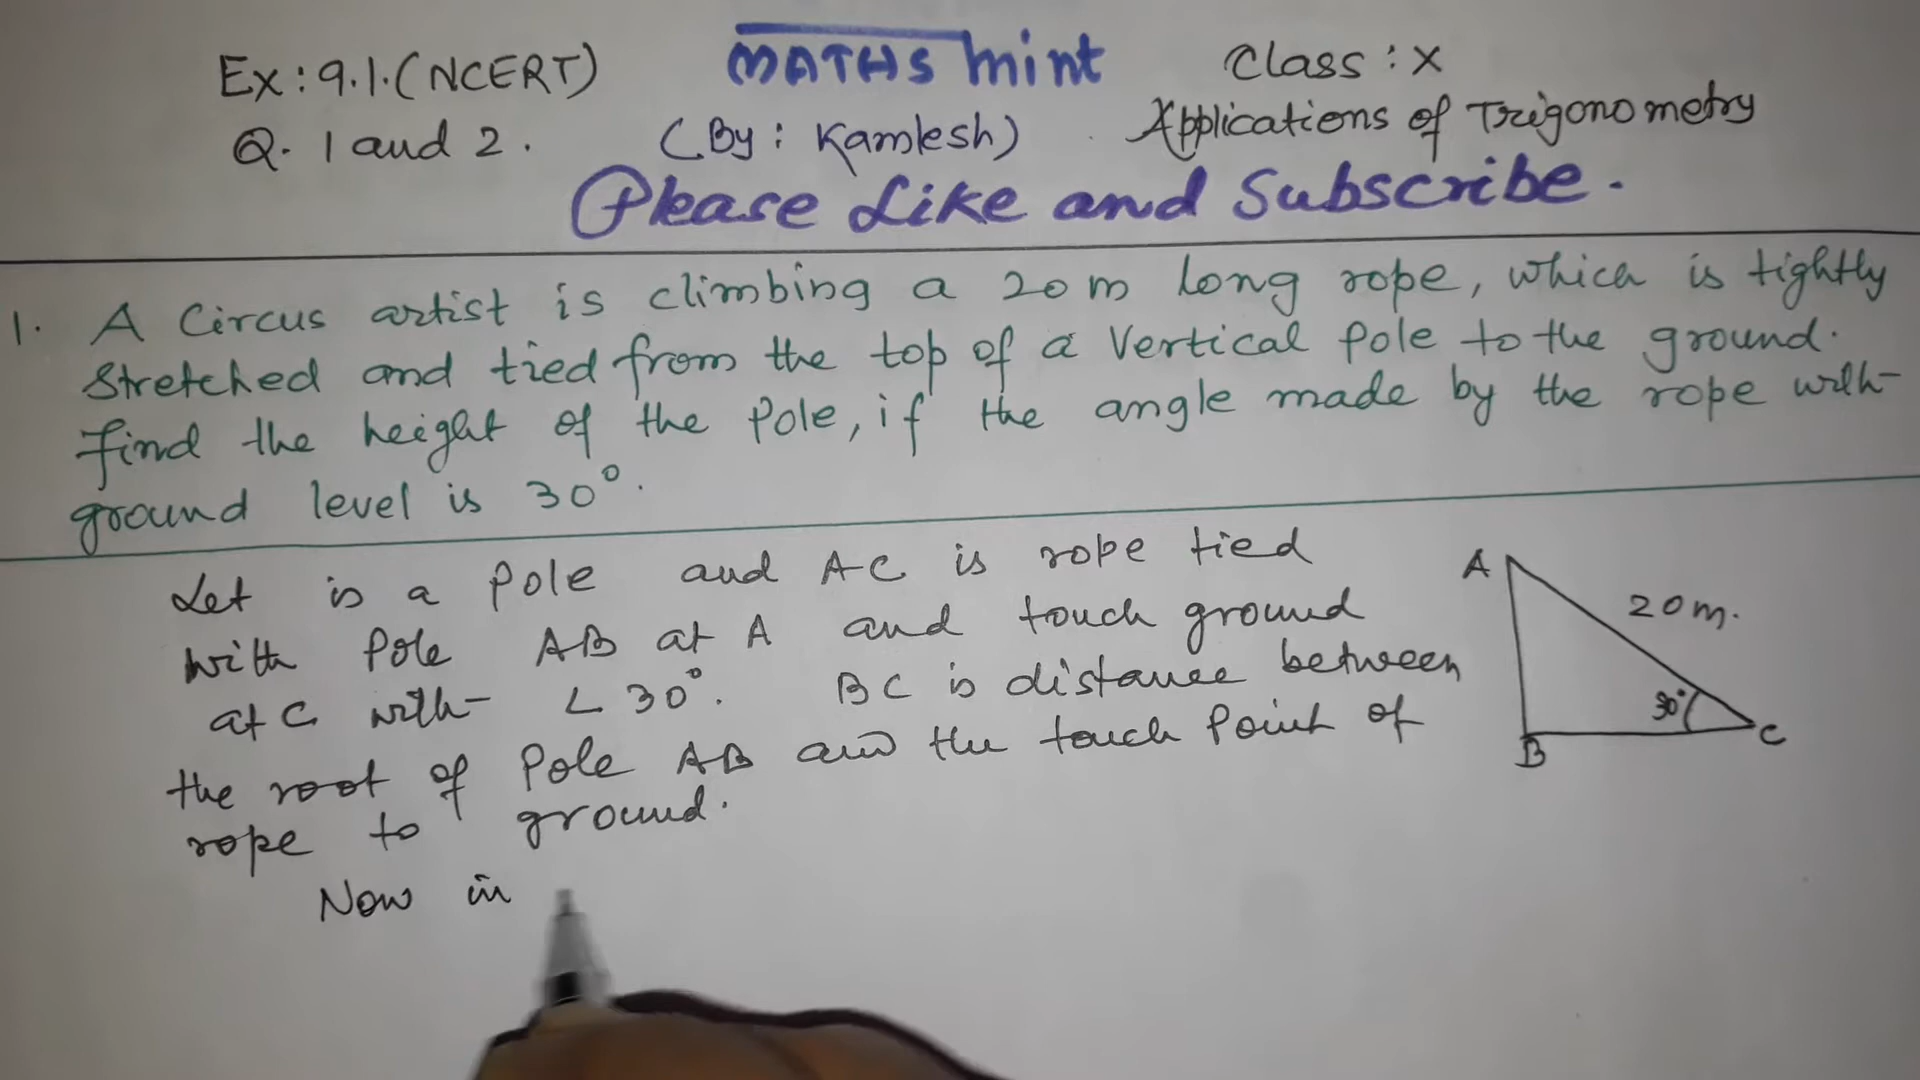 Ex: 9.1. (NCERT)
MATHS mint
Class : X
Q. 1 and 2.
(By : Kamlesh)
Applications of Trigonometry
Please Like and Subscribe.
1. A Circus artist is climbing a 20m long rope, which is tightly
stretched and tied from the top of a Vertical Pole to the ground.
find the height of the Pole, if the angle made by the rope with
ground level is 30°.
Let is a Pole and AC is rope tied
with Pole AB at A and touch ground
at C with ∠ 30°. BC is distance between
the root of Pole AB and the touch Point of
rope to ground.
Now in
A
20m.
30°
B
C